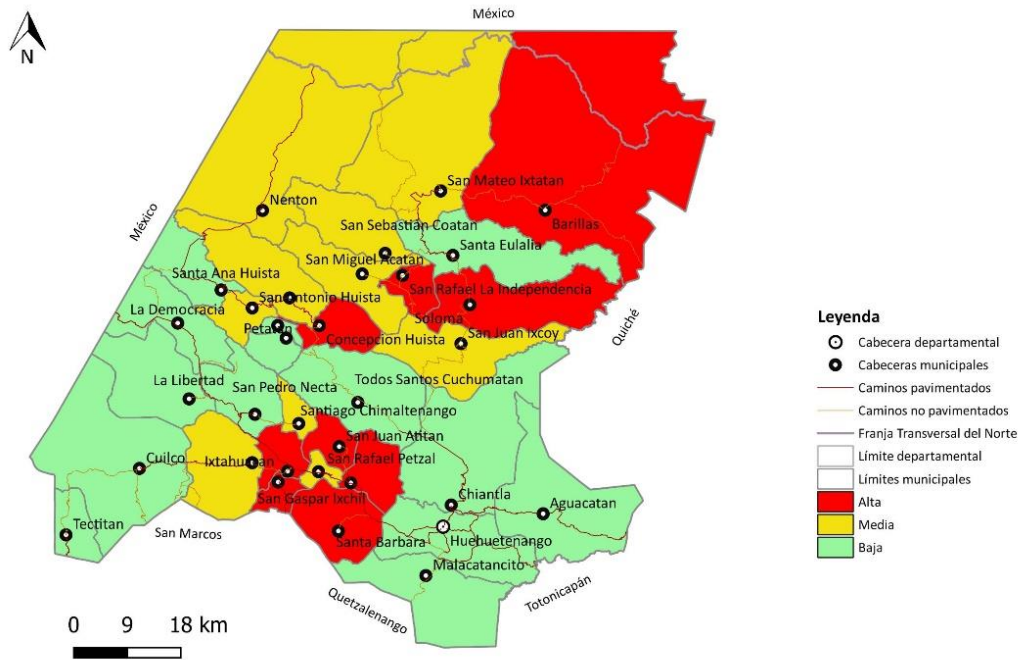 México
N
San Mateo Ixtatan
Nenton
Barillas
San Sebastián Coatan
México
Santa Eulalia
San Miguel Acatan
Santa Ana Huista
San Rafael La Independencia
San Antonio Huista
La Democracia
Soloma
Quiché
Petatan
Concepción Huista
San Juan Ixcoy
Leyenda
Cabecera departamental
Cabeceras municipales
Caminos pavimentados
Caminos no pavimentados
Franja Transversal del Norte
Límite departamental
Límites municipales
Alta
Media
Baja
La Libertad
San Pedro Necta
Todos Santos Cuchumatan
Santiago Chimaltenango
San Juan Atitan
Cuilco
Ixtahuacan
San Rafael Petzal
San Gaspar Ixchil
Chiantla
Aguacatan
Tectitan
San Marcos
Santa Barbara
Huehuetenango
Malacatancito
Quetzalenango
Totonicapán
0 9 18 km